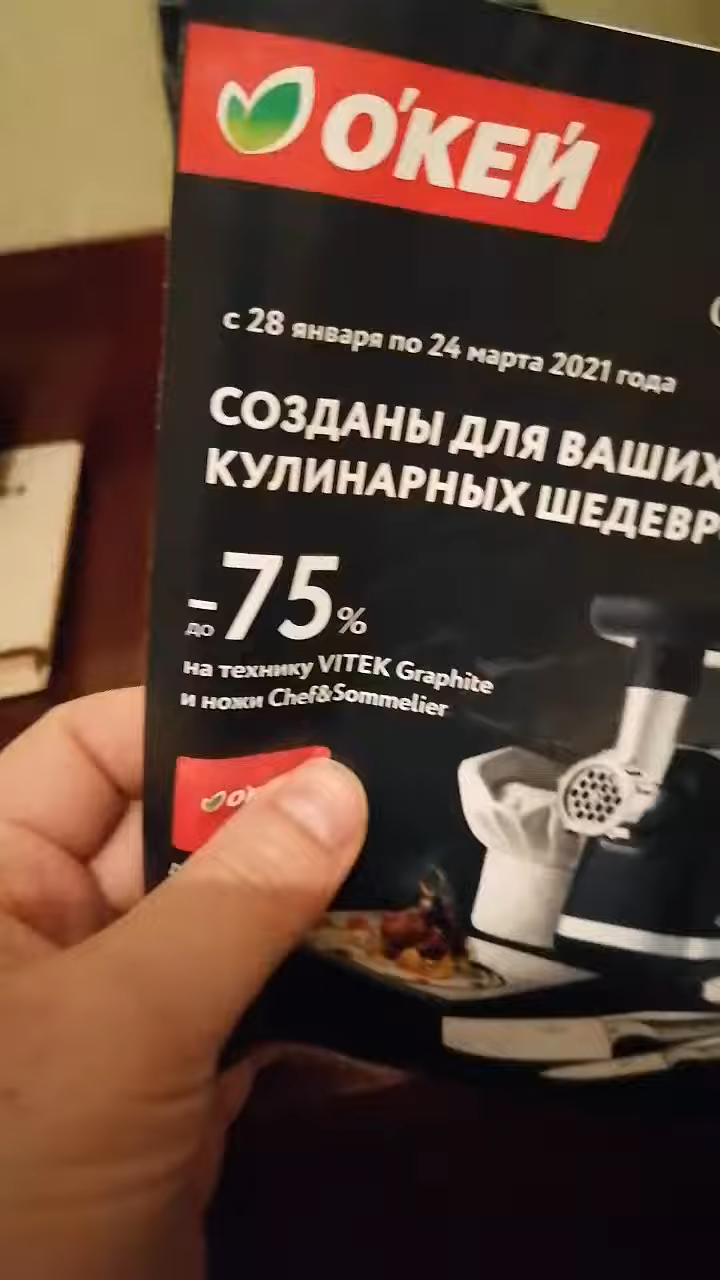 О'КЕЙ
с 28 января по 24 марта 2021 года
СОЗДАНЫ ДЛЯ ВАШИХ
КУЛИНАРНЫХ
до -75%
на технику VITEK Graphite
и ножи Chef&Sommelier